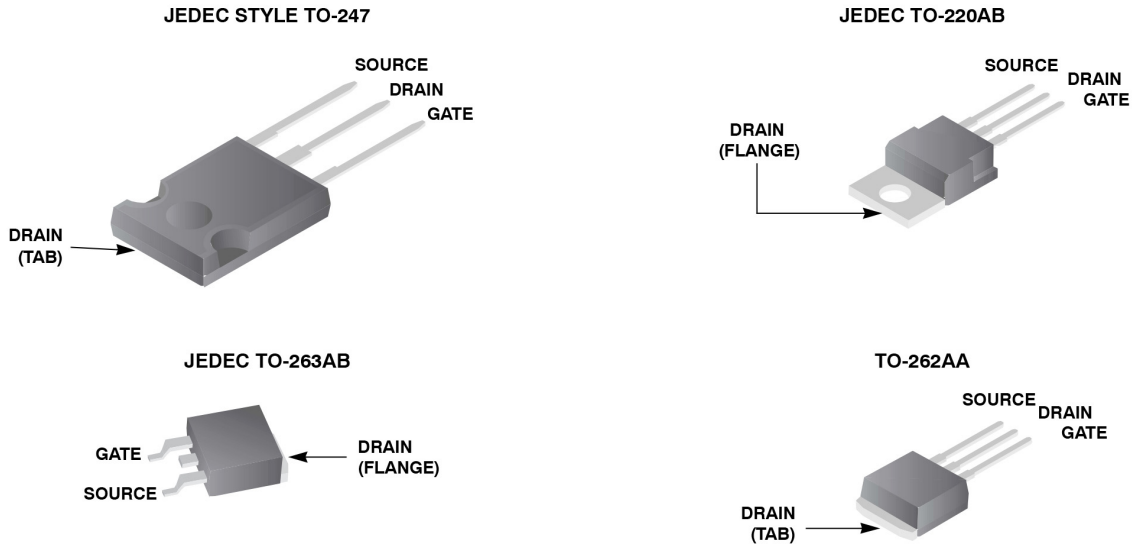 JEDEC STYLE TO-247
SOURCE
DRAIN
GATE
DRAIN
(TAB)
JEDEC TO-220AB
SOURCE
DRAIN
GATE
DRAIN
(FLANGE)
JEDEC TO-263AB
GATE
SOURCE
DRAIN
(FLANGE)
TO-262AA
SOURCE
DRAIN
GATE
DRAIN
(TAB)